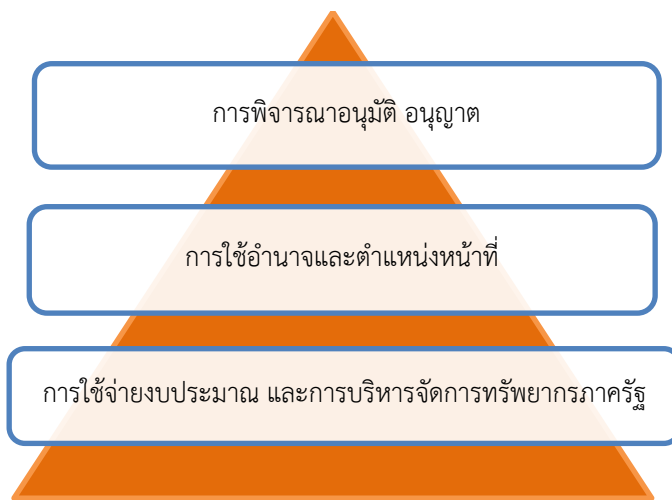 การพิจารณาอนุมัติ อนุญาต
การใช้อำนาจและตำแหน่งหน้าที่
การใช้จ่ายงบประมาณ และการบริหารจัดการทรัพยากรภาครัฐ